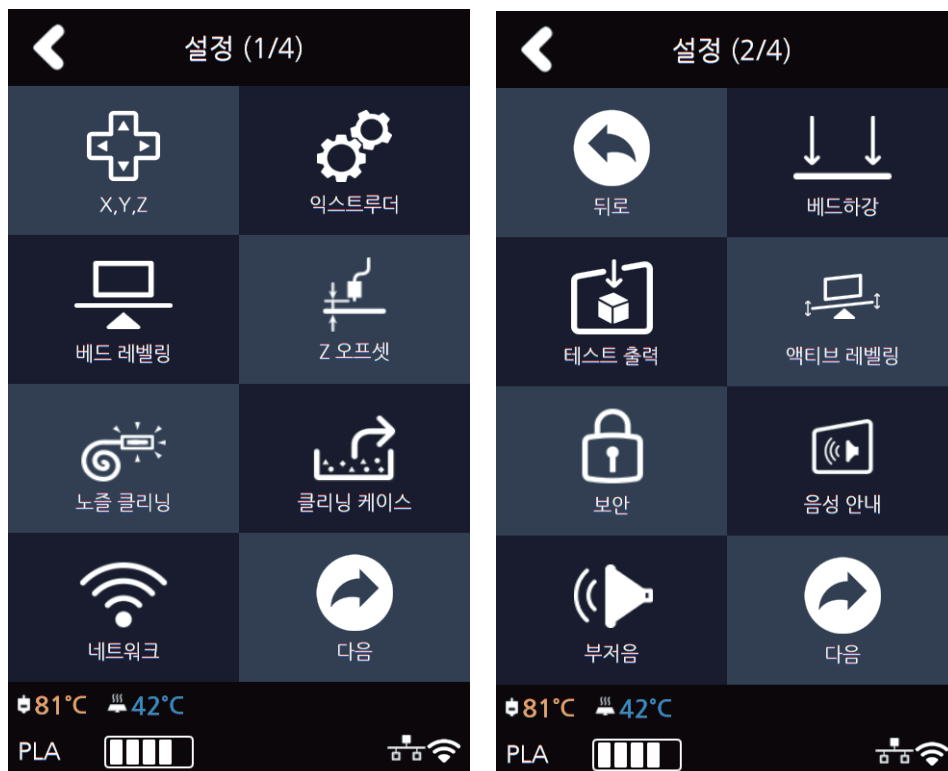 설정 (1/4)
X,Y,Z
익스트루더
베드 레벨링
Z 오프셋
노즐 클리닝
클리닝 케이스
네트워크
다음
81°C 42°C
PLA
설정 (2/4)
뒤로
베드하강
테스트 출력
액티브 레벨링
보안
음성 안내
부저음
다음
81°C 42°C
PLA